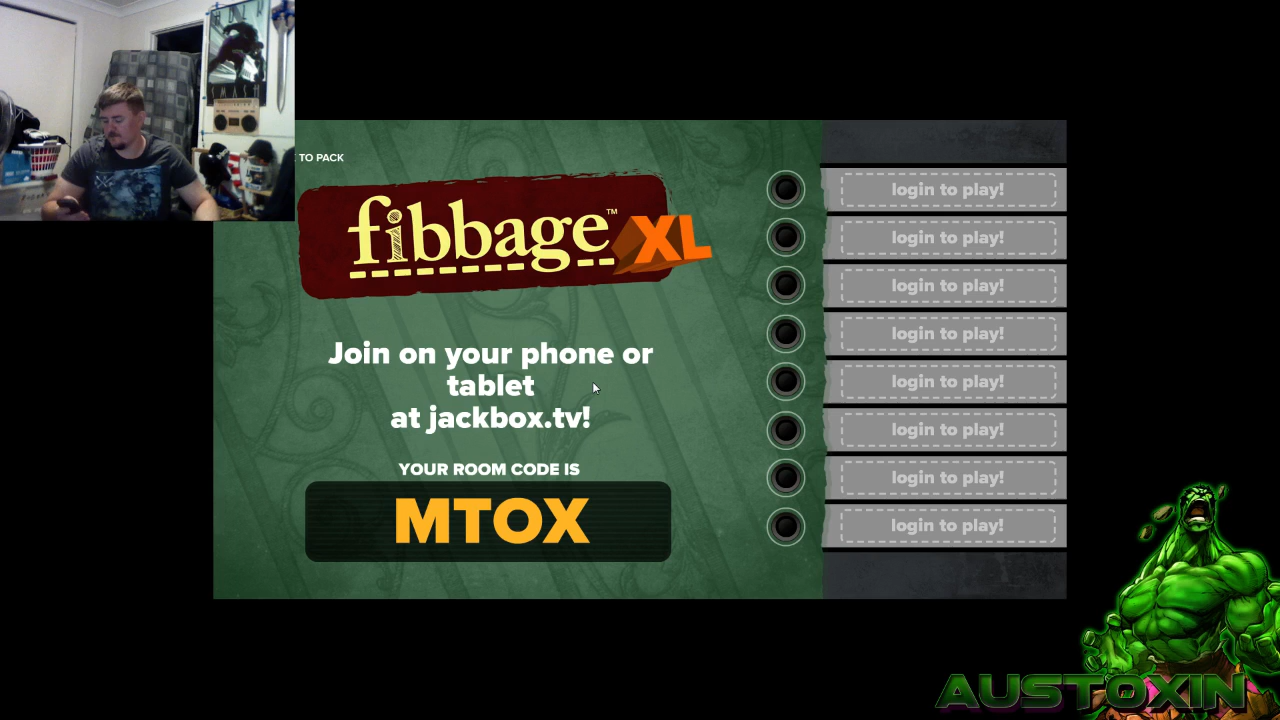 HULK
SMASH
TO PACK
fibbage™ XL
Join on your phone or
tablet
at jackbox.tv!
YOUR ROOM CODE IS
MTOX
login to play!
login to play!
login to play!
login to play!
login to play!
login to play!
login to play!
login to play!
AUSTOXIN